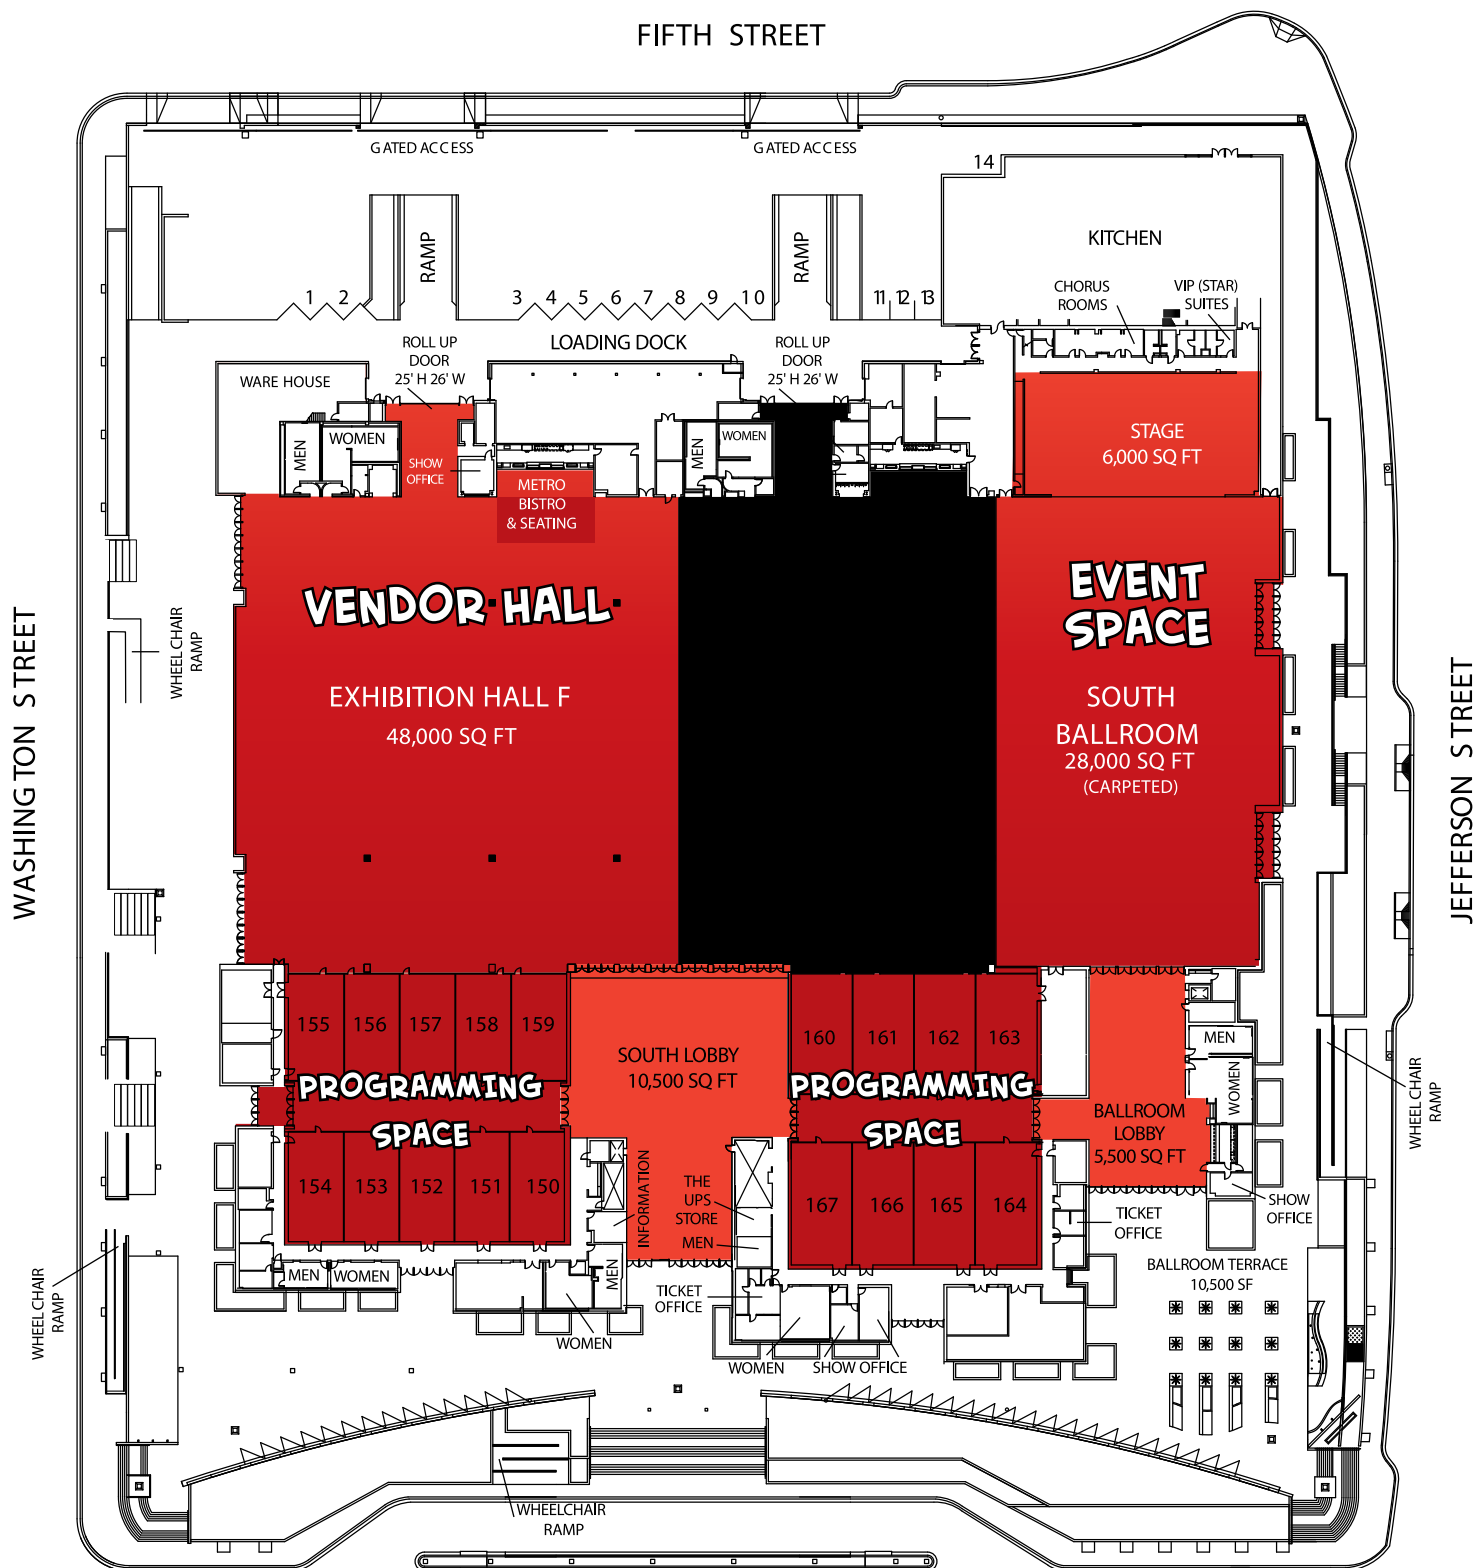 FIFTH STREET
GATED ACCESS
GATED ACCESS
14
KITCHEN
RAMP
RAMP
CHORUS
ROOMS
VIP (STAR)
SUITES
1
2
3
4
5
6
7
8
9
10
11
12
13
ROLL UP
DOOR
25' H 26' W
LOADING DOCK
ROLL UP
DOOR
25' H 26' W
WARE HOUSE
MEN
WOMEN
SHOW
OFFICE
METRO
BISTRO
& SEATING
MEN
WOMEN
STAGE
6,000 SQ FT
VENDOR HALL
EXHIBITION HALL F
48,000 SQ FT
EVENT
SPACE
SOUTH
BALLROOM
28,000 SQ FT
(CARPETED)
WASHINGTON STREET
WHEELCHAIR
RAMP
JEFFERSON STREET
155
156
157
158
159
SOUTH LOBBY
10,500 SQ FT
160
161
162
163
MEN
WOMEN
WHEELCHAIR
RAMP
PROGRAMMING
SPACE
PROGRAMMING
SPACE
BALLROOM
LOBBY
5,500 SQ FT
154
153
152
151
150
INFORMATION
THE
UPS
STORE
MEN
167
166
165
164
TICKET
OFFICE
SHOW
OFFICE
BALLROOM TERRACE
10,500 SF
WHEELCHAIR
RAMP
MEN
WOMEN
MEN
WOMEN
TICKET
OFFICE
WOMEN
SHOW OFFICE
WHEELCHAIR
RAMP